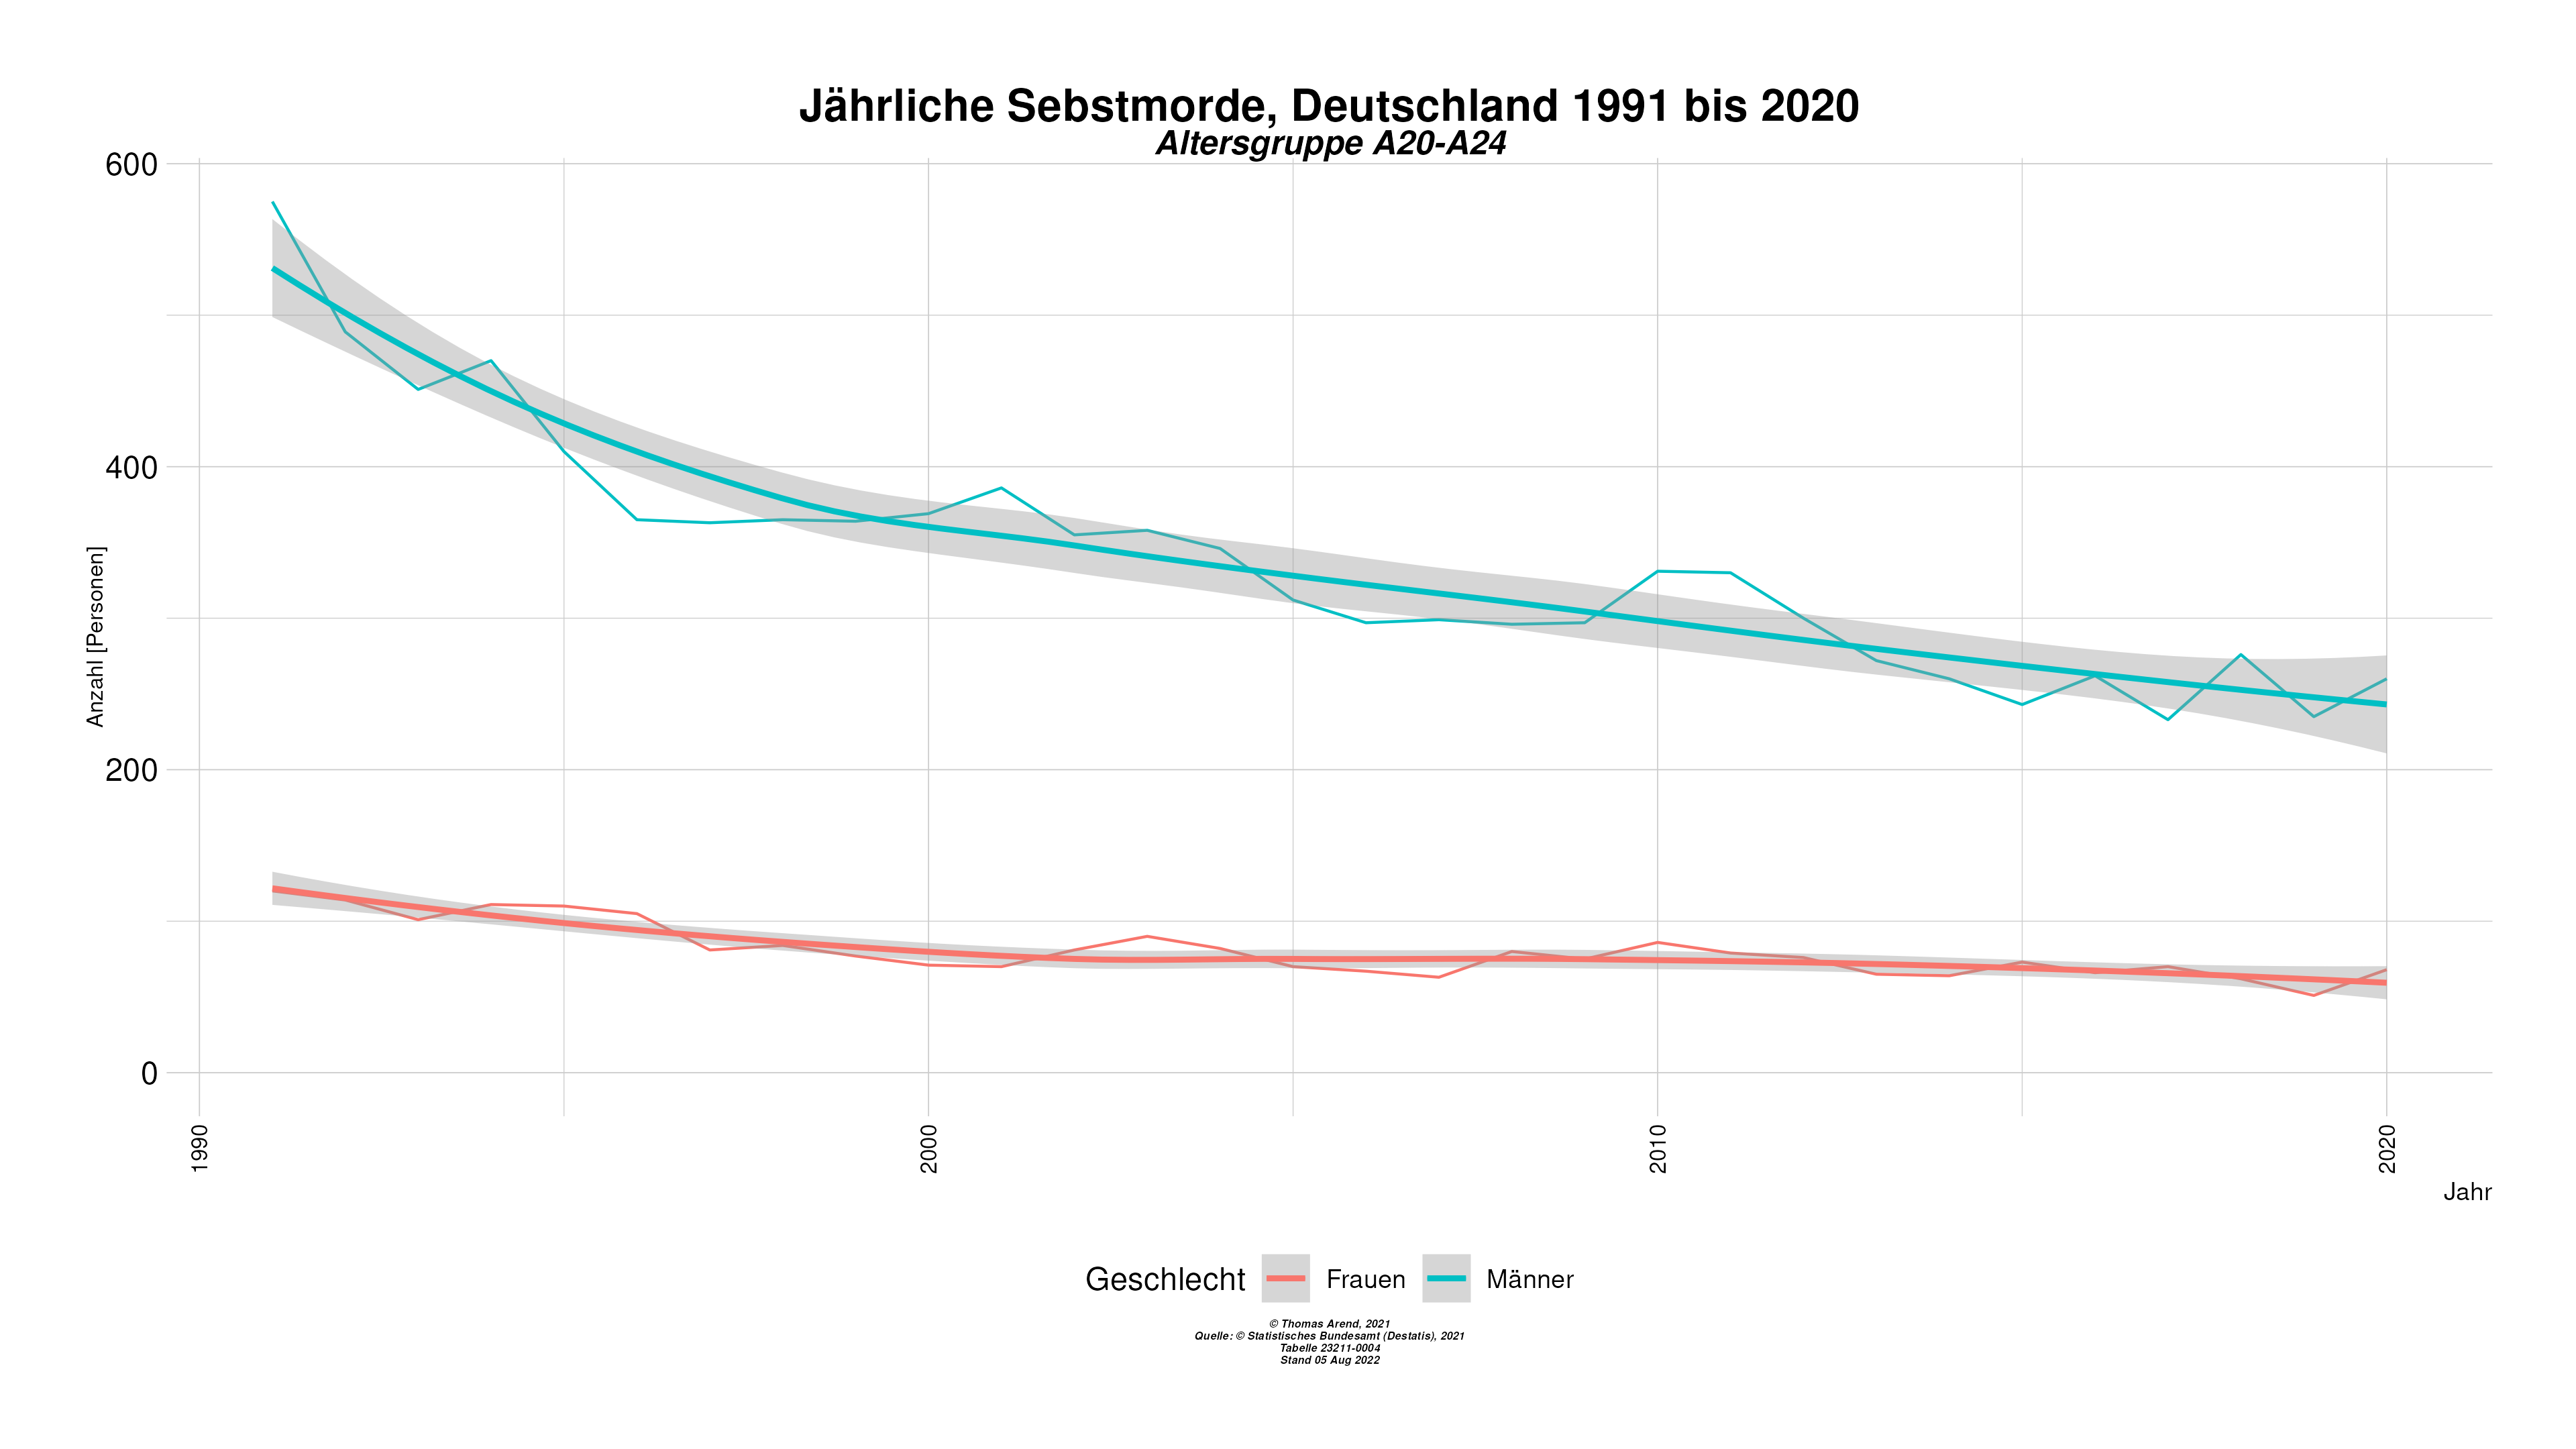 Jährliche Sebstmorde, Deutschland 1991 bis 2020
Altersgruppe A20-A24
600
400
200
0
Anzahl [Personen]
1990
2000
2010
2020
Jahr
Geschlecht Frauen Männer
© Thomas Arend, 2021
Quelle: © Statistisches Bundesamt (Destatis), 2021
Tabelle 23211-0004
Stand 05 Aug 2022